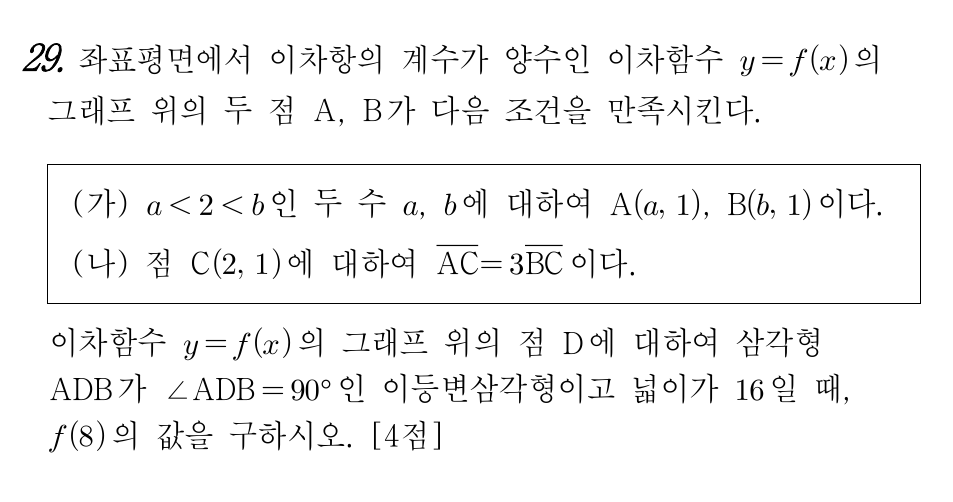 29. 좌표평면에서 이차항의 계수가 양수인 이차함수 y=f(x)의
그래프 위의 두 점 A, B가 다음 조건을 만족시킨다.
(가) a<2<b인 두 수 a, b에 대하여 A(a, 1), B(b, 1)이다.
(나) 점 C(2, 1)에 대하여 \overline{AC}=3\overline{BC}이다.
이차함수 y=f(x)의 그래프 위의 점 D에 대하여 삼각형
ADB가 ∠ADB=90°인 이등변삼각형이고 넓이가 16일 때,
f(8)의 값을 구하시오. [4점]